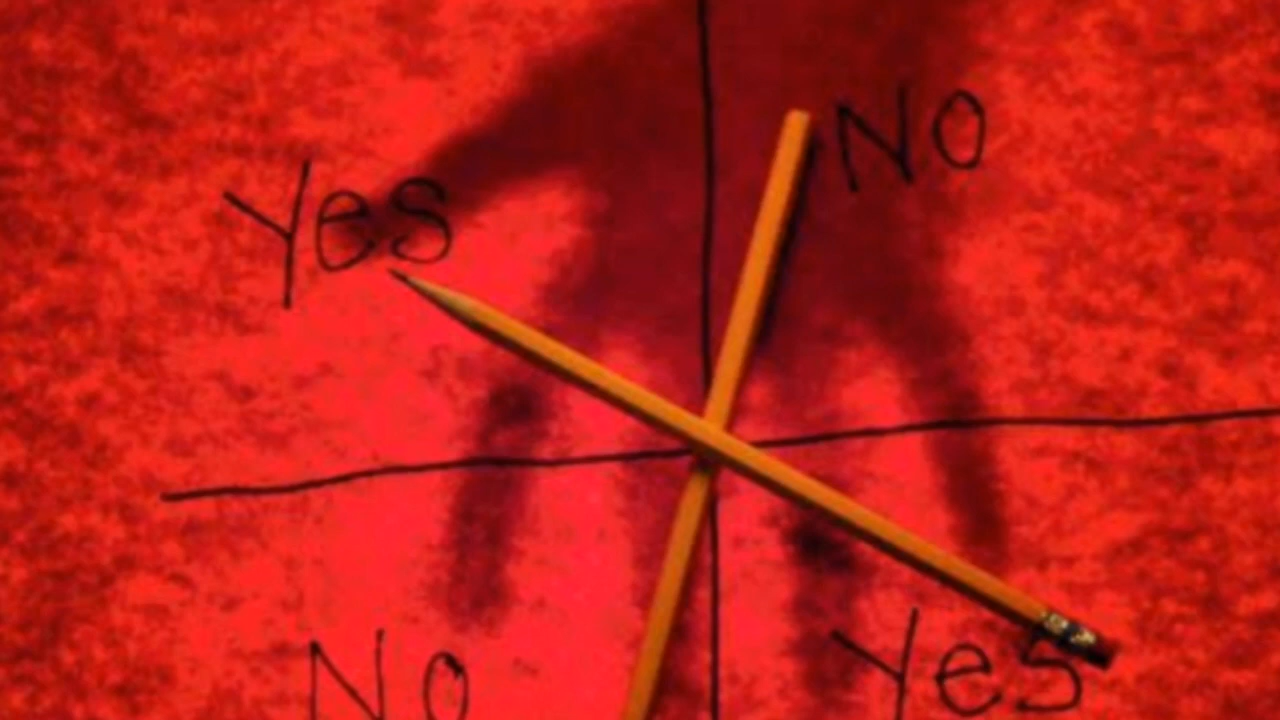 Yes NO
No Yes